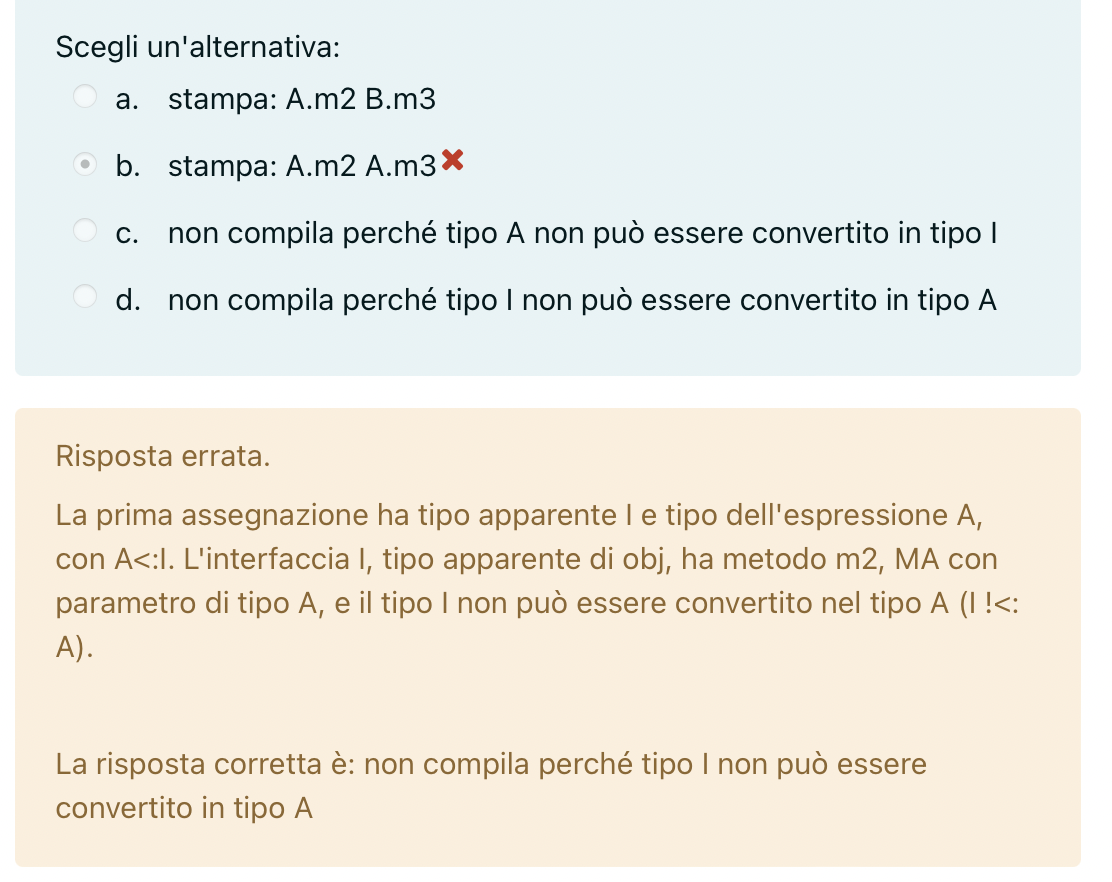 Scegli un'alternativa:
a. stampa: A.m2 B.m3
b. stampa: A.m2 A.m3
c. non compila perché tipo A non può essere convertito in tipo I
d. non compila perché tipo I non può essere convertito in tipo A
Risposta errata.
La prima assegnazione ha tipo apparente I e tipo dell'espressione A,
con A<:I. L'interfaccia I, tipo apparente di obj, ha metodo m2, MA con
parametro di tipo A, e il tipo I non può essere convertito nel tipo A (I !<:
A).
La risposta corretta è: non compila perché tipo I non può essere
convertito in tipo A